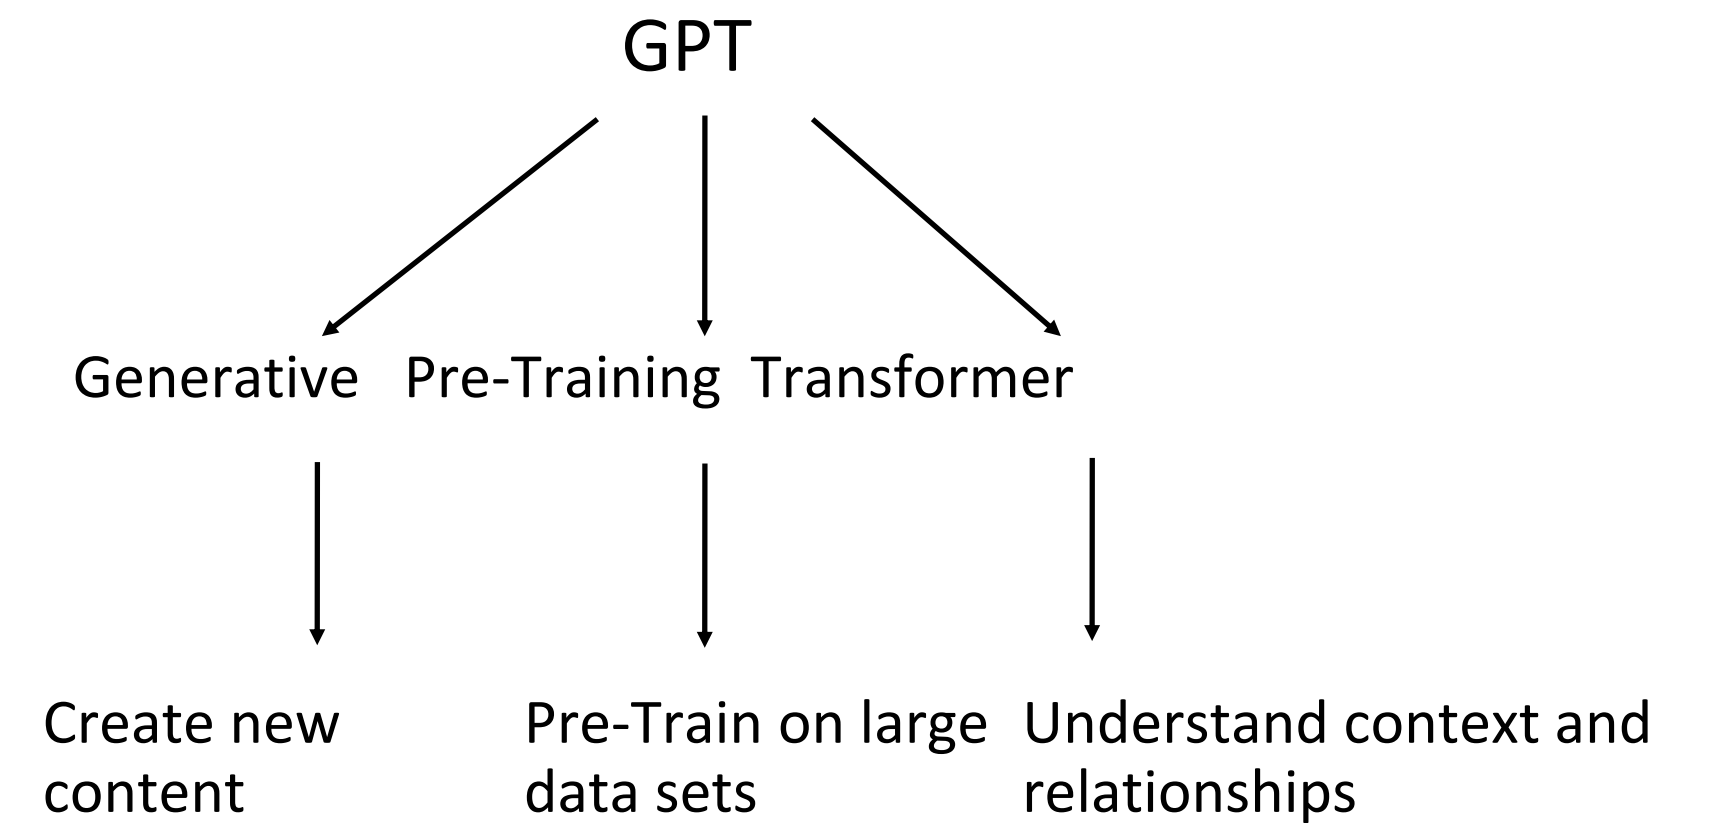 GPT
Generative Pre-Training Transformer
Create new
content
Pre-Train on large
data sets
Understand context and
relationships